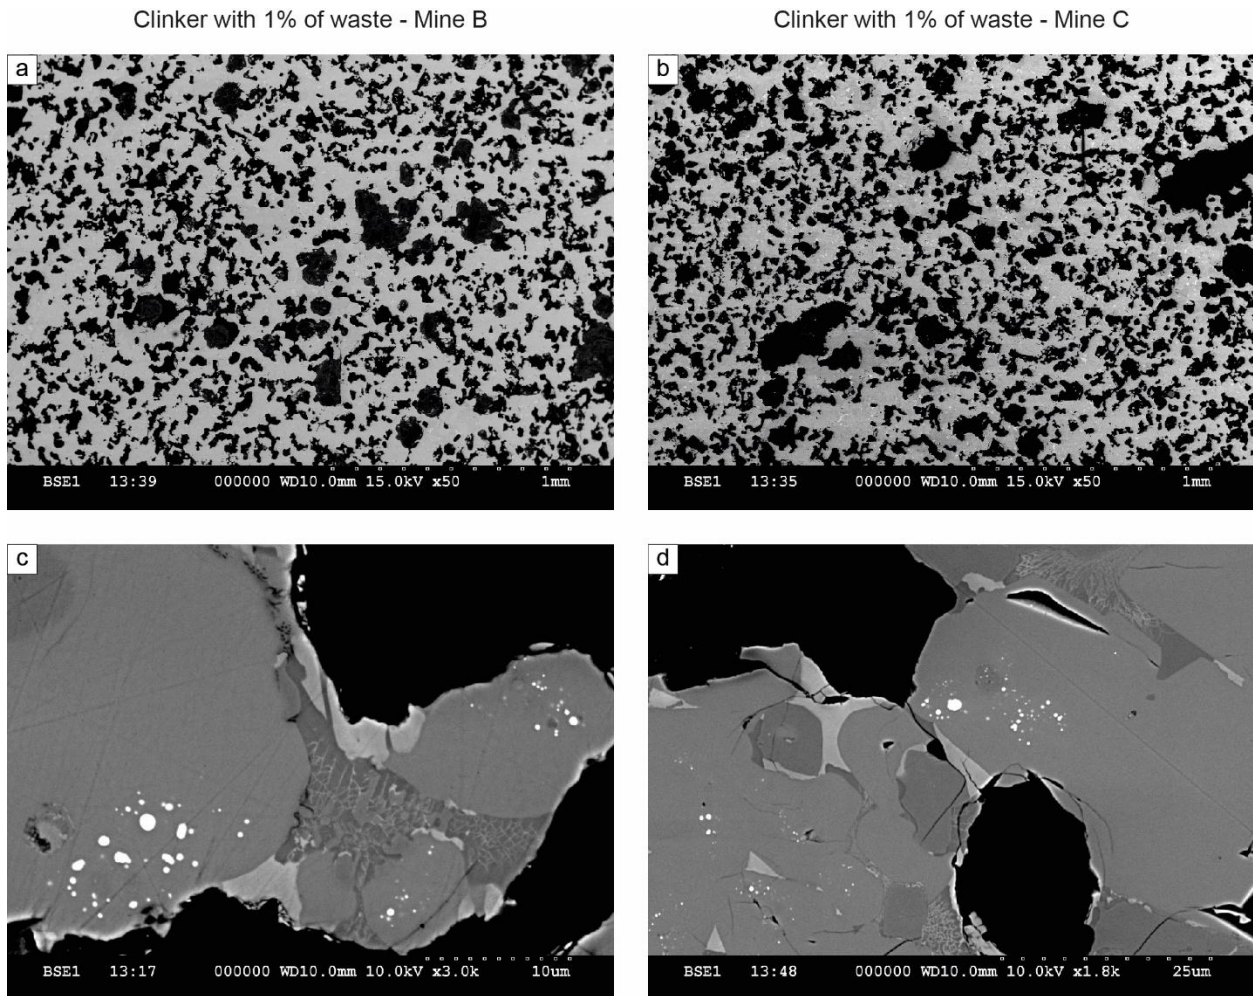 Clinker with 1% of waste - Mine B
Clinker with 1% of waste - Mine C
a
b
BSE1 13:39 000000 WD10.0mm 15.0kV x50 1mm
BSE1 13:35 000000 WD10.0mm 15.0kV x50 1mm
c
d
BSE1 13:17 000000 WD10.0mm 10.0kV x3.0k 10um
BSE1 13:48 000000 WD10.0mm 10.0kV x1.8k 25um